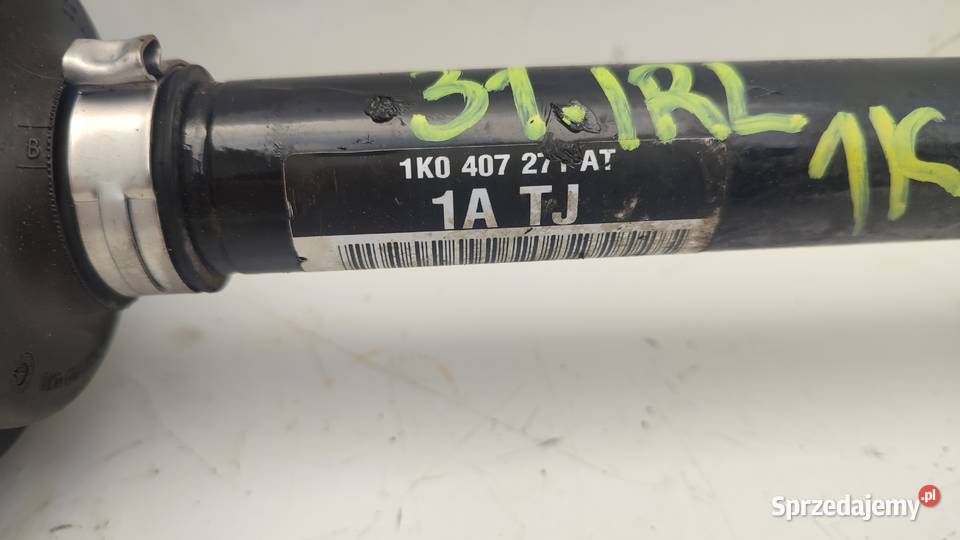 31.IRL
1K
1K0 407 271 AT
1A TJ
B
Sprzedajemy.pl